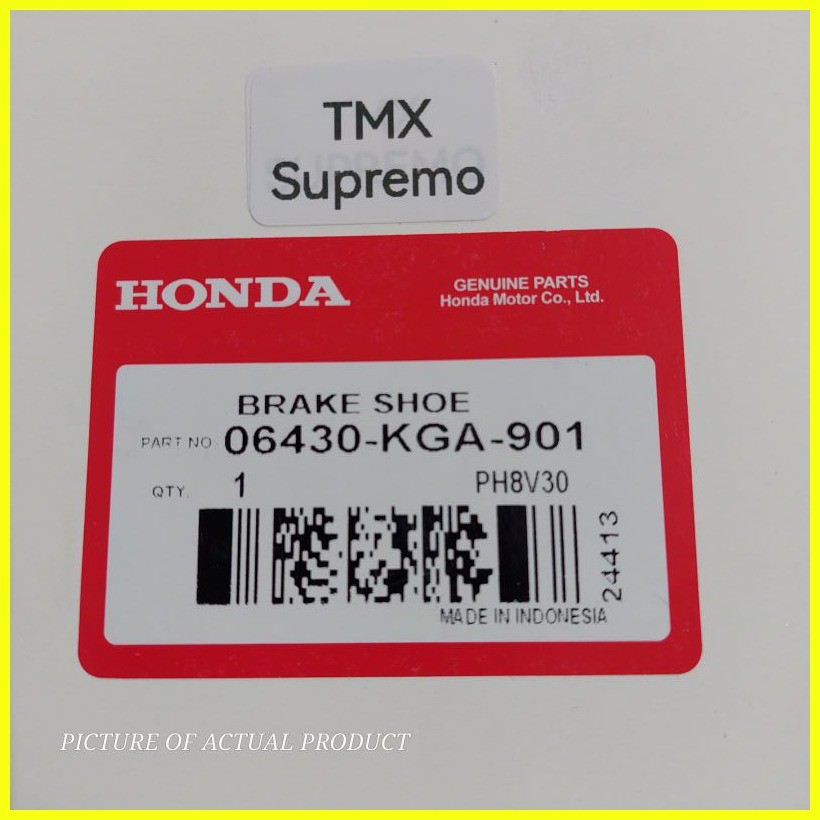 TMX
Supremo
HONDA
GENUINE PARTS
Honda Motor Co., Ltd.
BRAKE SHOE
PART NO. 06430-KGA-901
QTY. 1 PH8V30
24413
MADE IN INDONESIA
PICTURE OF ACTUAL PRODUCT